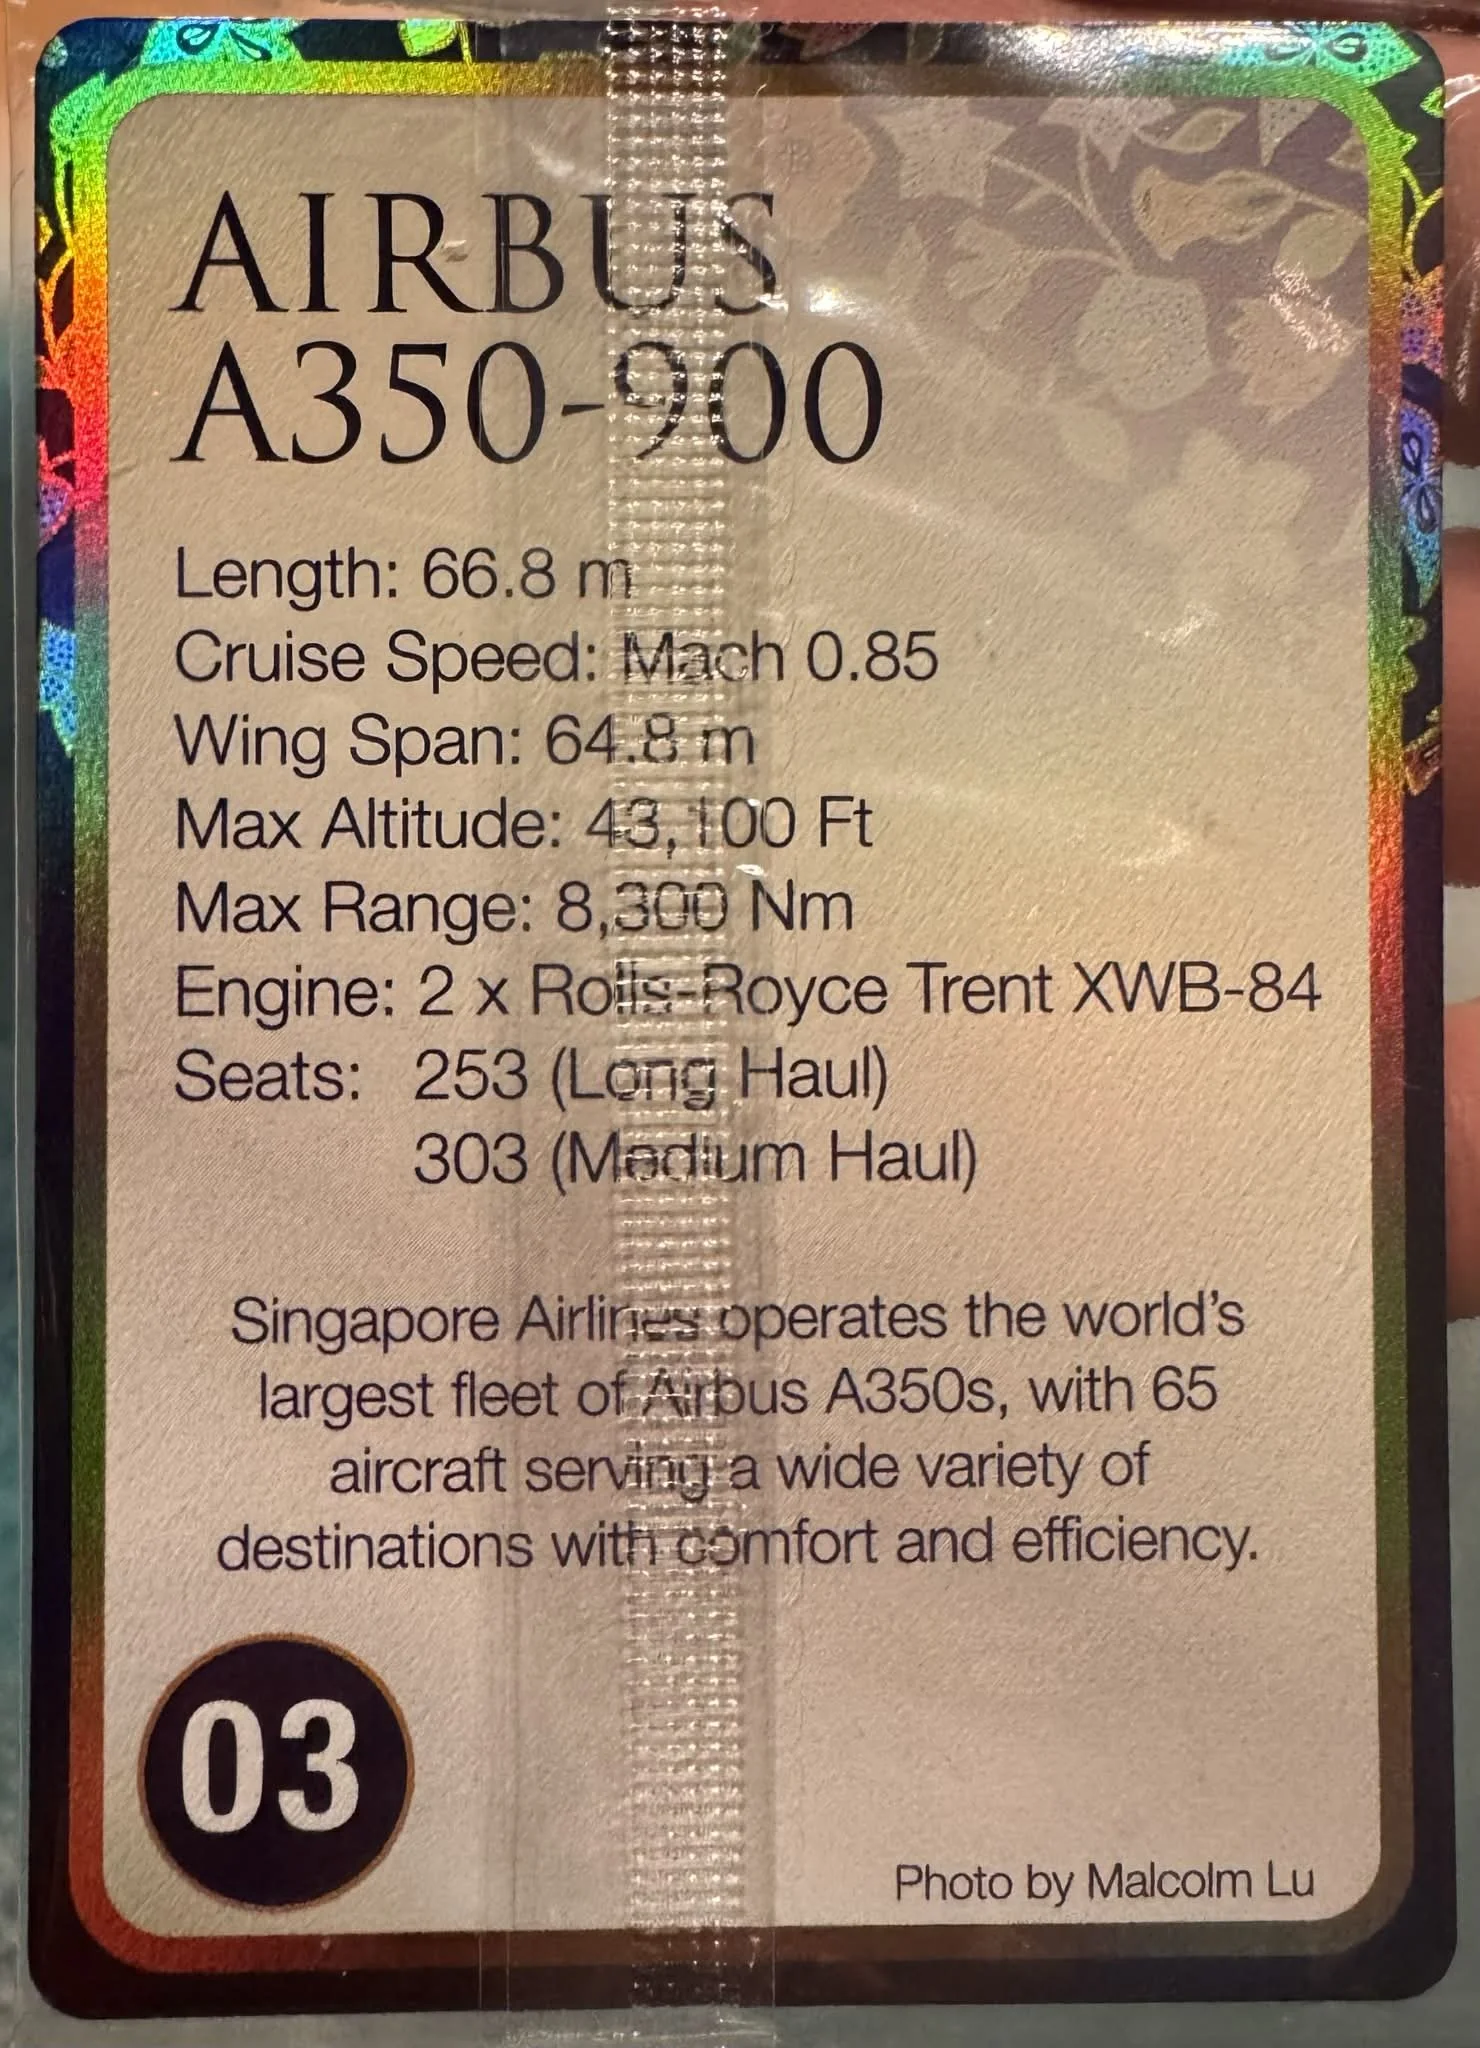 AIRBUS
A350-900
Length: 66.8 m
Cruise Speed: Mach 0.85
Wing Span: 64.8 m
Max Altitude: 43,100 Ft
Max Range: 8,300 Nm
Engine: 2 x Rolls-Royce Trent XWB-84
Seats: 253 (Long Haul)
303 (Medium Haul)
Singapore Airlines operates the world's
largest fleet of Airbus A350s, with 65
aircraft serving a wide variety of
destinations with comfort and efficiency.
03
Photo by Malcolm Lu